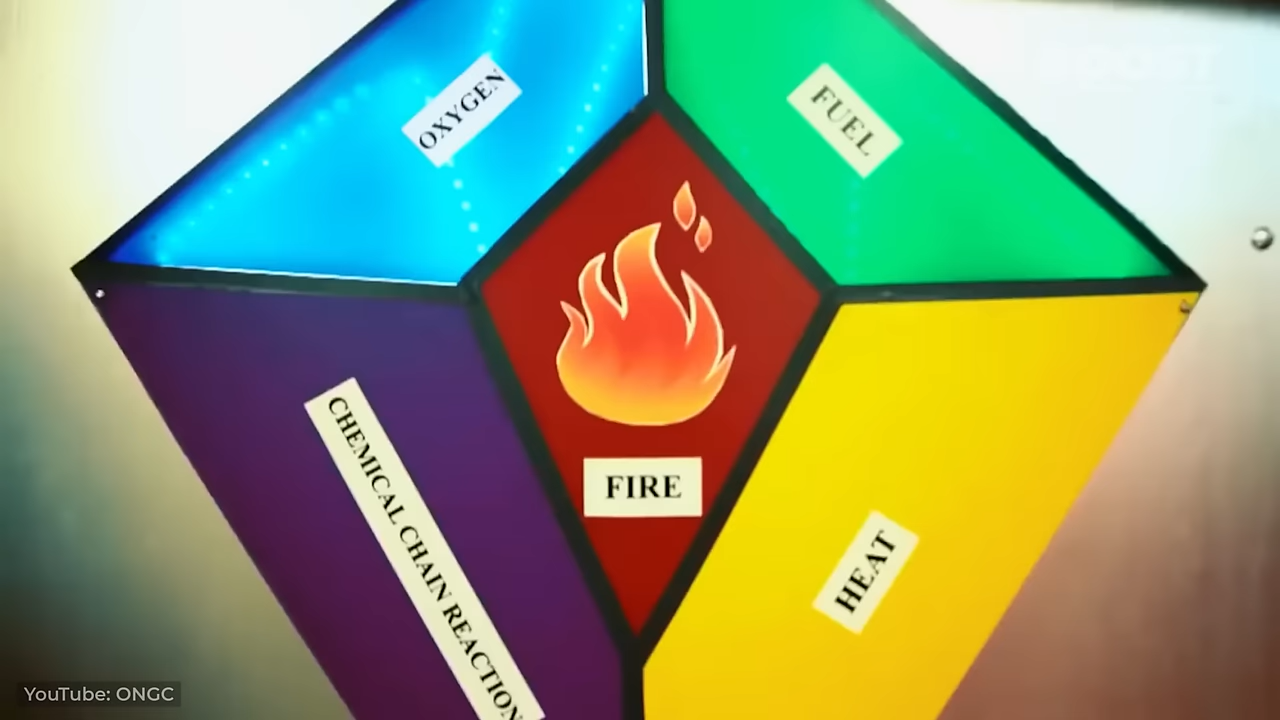 OXYGEN
FUEL
FIRE
CHEMICAL CHAIN REACTION
HEAT
YouTube: ONGC